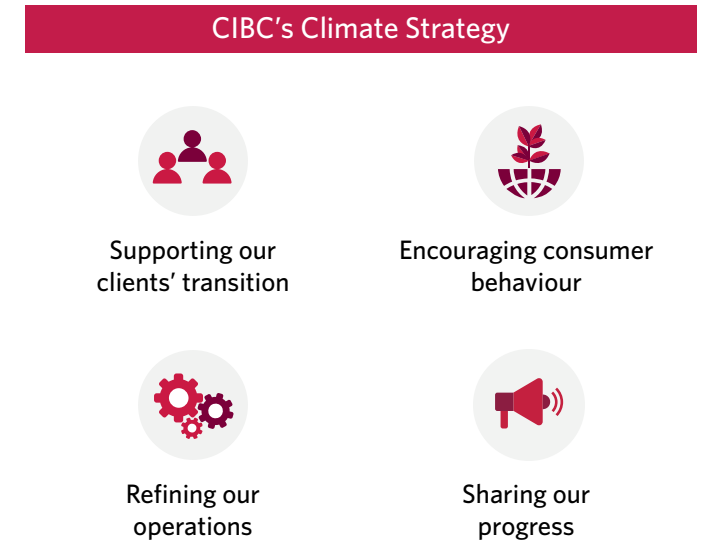 CIBC’s Climate Strategy
Supporting our
clients’ transition
Encouraging consumer
behaviour
Refining our
operations
Sharing our
progress